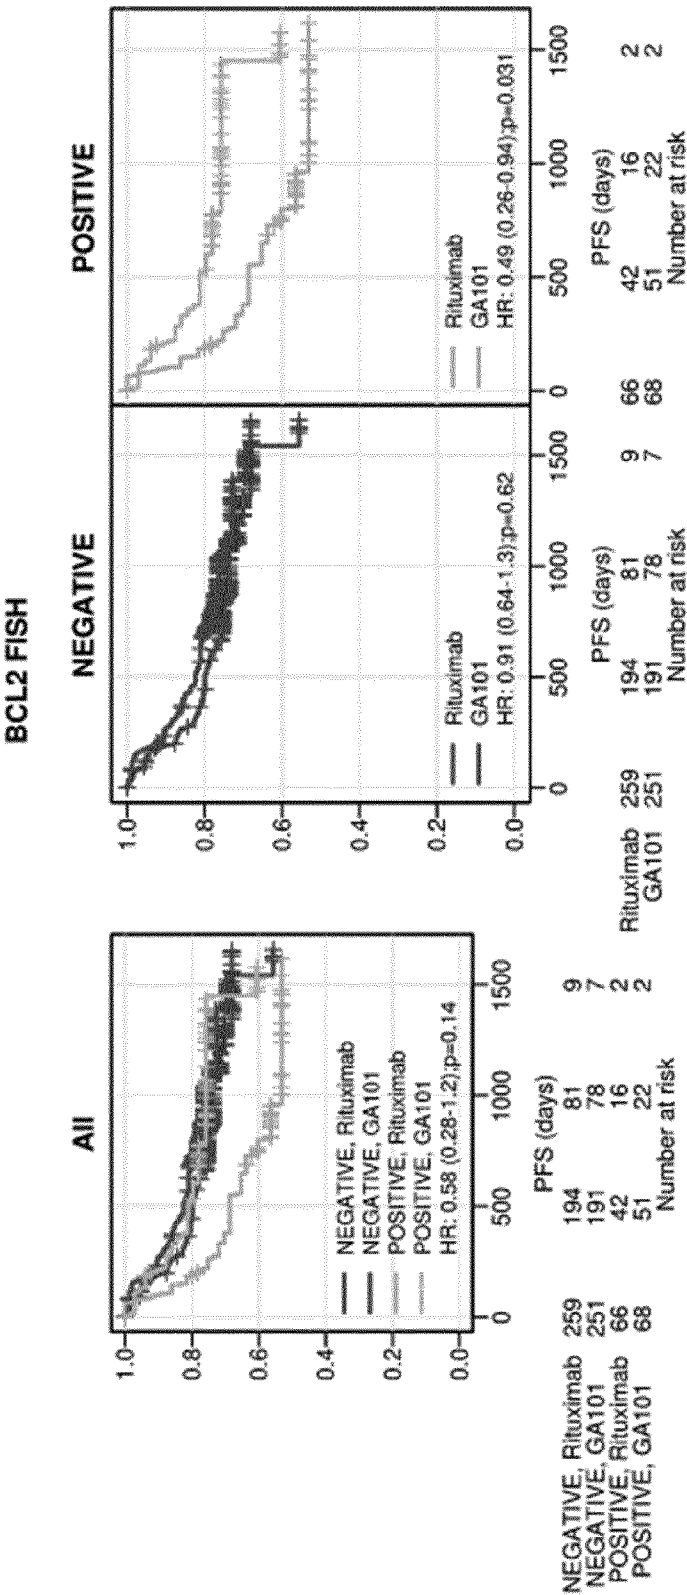 BCL2 FISH
All
1.0
0.8
0.6
0.4
0.2
0.0
NEGATIVE, Rituximab
NEGATIVE, GA101
POSITIVE, Rituximab
POSITIVE, GA101
HR: 0.58 (0.28-1.2);p=0.14
0 500 1000 1500
PFS (days)
NEGATIVE, Rituximab 259 194 81 9
NEGATIVE, GA101 251 191 78 7
POSITIVE, Rituximab 66 42 16 2
POSITIVE, GA101 68 51 22 2
Number at risk
NEGATIVE
1.0
0.8
0.6
0.4
0.2
0.0
Rituximab
GA101
HR: 0.91 (0.64-1.3);p=0.62
0 500 1000 1500
PFS (days)
Rituximab 259 194 81 9
GA101 251 191 78 7
Number at risk
POSITIVE
Rituximab
GA101
HR: 0.49 (0.26-0.94);p=0.031
0 500 1000 1500
PFS (days)
66 42 16 2
68 51 22 2
Number at risk